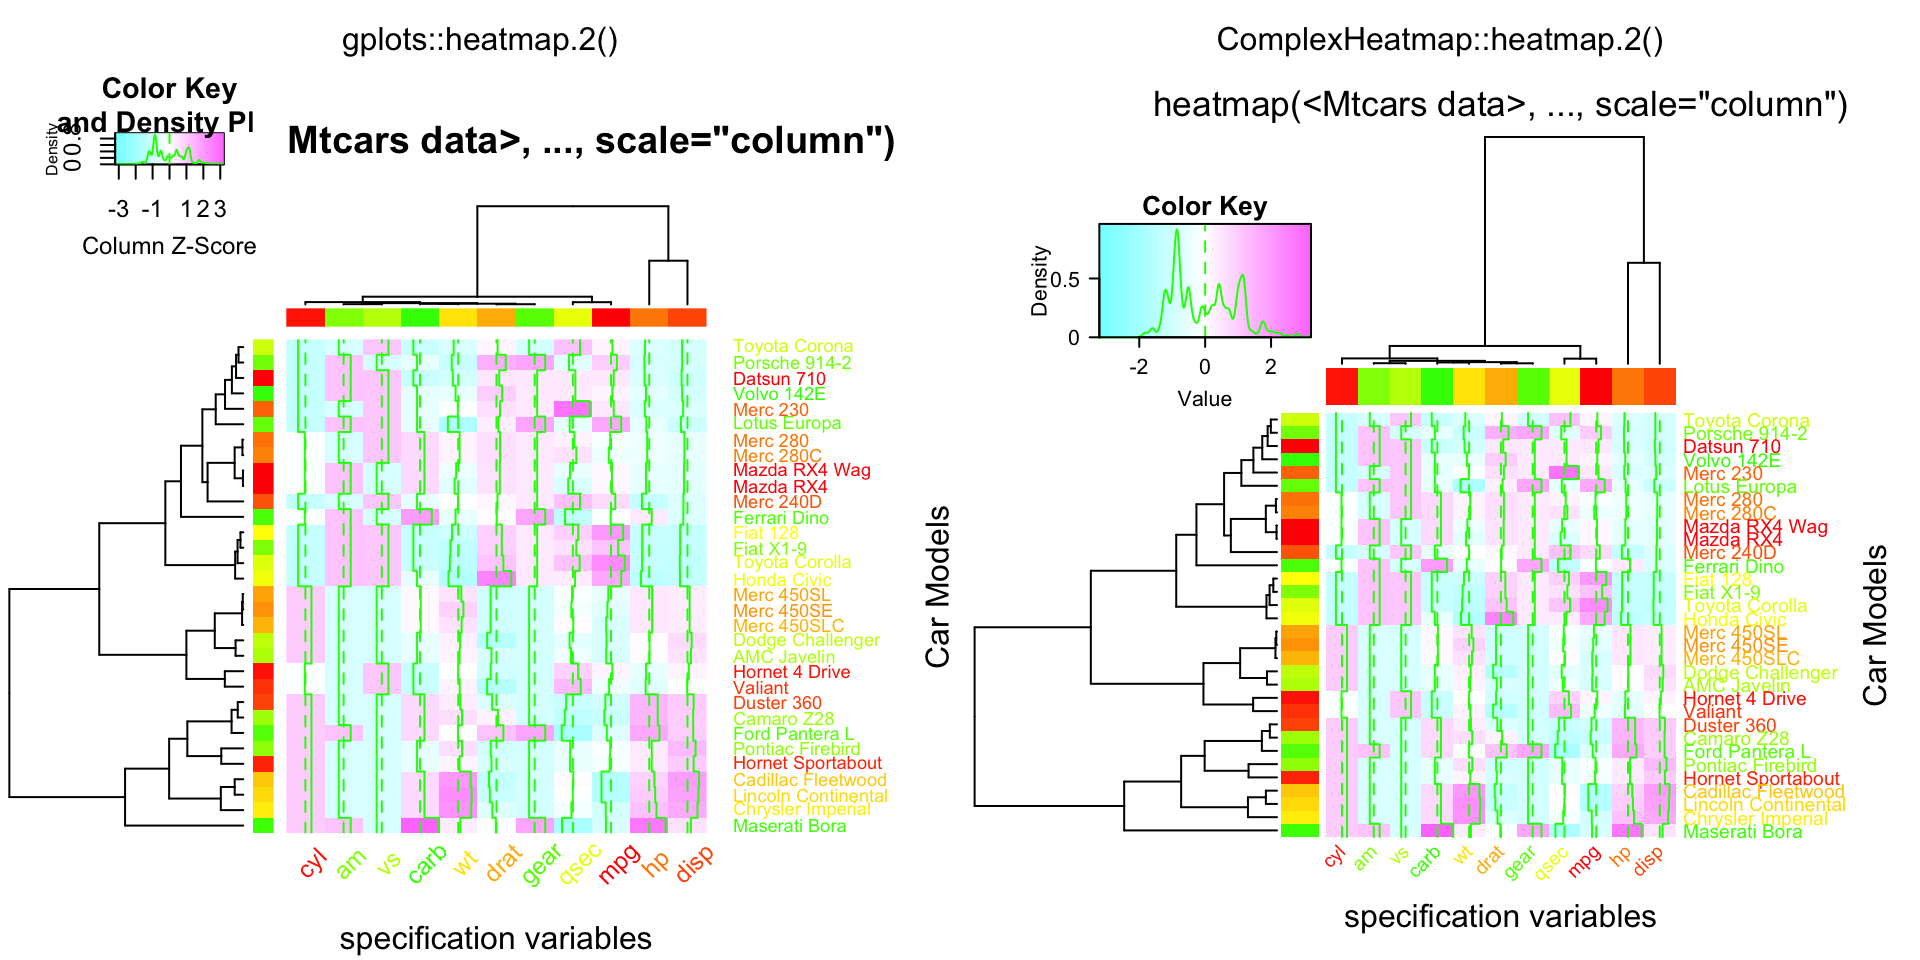 gplots::heatmap.2()
Color Key
and Density Pl
Mtcars data>, ..., scale="column")
Density
0 0.8
-3 -1 1 2 3
Column Z-Score
Toyota Corona
Porsche 914-2
Datsun 710
Volvo 142E
Merc 230
Lotus Europa
Merc 280
Merc 280C
Mazda RX4 Wag
Mazda RX4
Merc 240D
Ferrari Dino
Fiat 128
Fiat X1-9
Toyota Corolla
Honda Civic
Merc 450SL
Merc 450SE
Merc 450SLC
Dodge Challenger
AMC Javelin
Hornet 4 Drive
Valiant
Duster 360
Camaro Z28
Ford Pantera L
Pontiac Firebird
Hornet Sportabout
Cadillac Fleetwood
Lincoln Continental
Chrysler Imperial
Maserati Bora
Car Models
cyl am vs carb wt drat gear qsec mpg hp disp
specification variables
ComplexHeatmap::heatmap.2()
heatmap(<Mtcars data>, ..., scale="column")
Color Key
Density
0.5
0
-2 0 2
Value
Toyota Corona
Porsche 914-2
Datsun 710
Volvo 142E
Merc 230
Lotus Europa
Merc 280
Merc 280C
Mazda RX4 Wag
Mazda RX4
Merc 240D
Ferrari Dino
Fiat 128
Fiat X1-9
Toyota Corolla
Honda Civic
Merc 450SL
Merc 450SE
Merc 450SLC
Dodge Challenger
AMC Javelin
Hornet 4 Drive
Valiant
Duster 360
Camaro Z28
Ford Pantera L
Pontiac Firebird
Hornet Sportabout
Cadillac Fleetwood
Lincoln Continental
Chrysler Imperial
Maserati Bora
Car Models
cyl am vs carb wt drat gear qsec mpg hp disp
specification variables